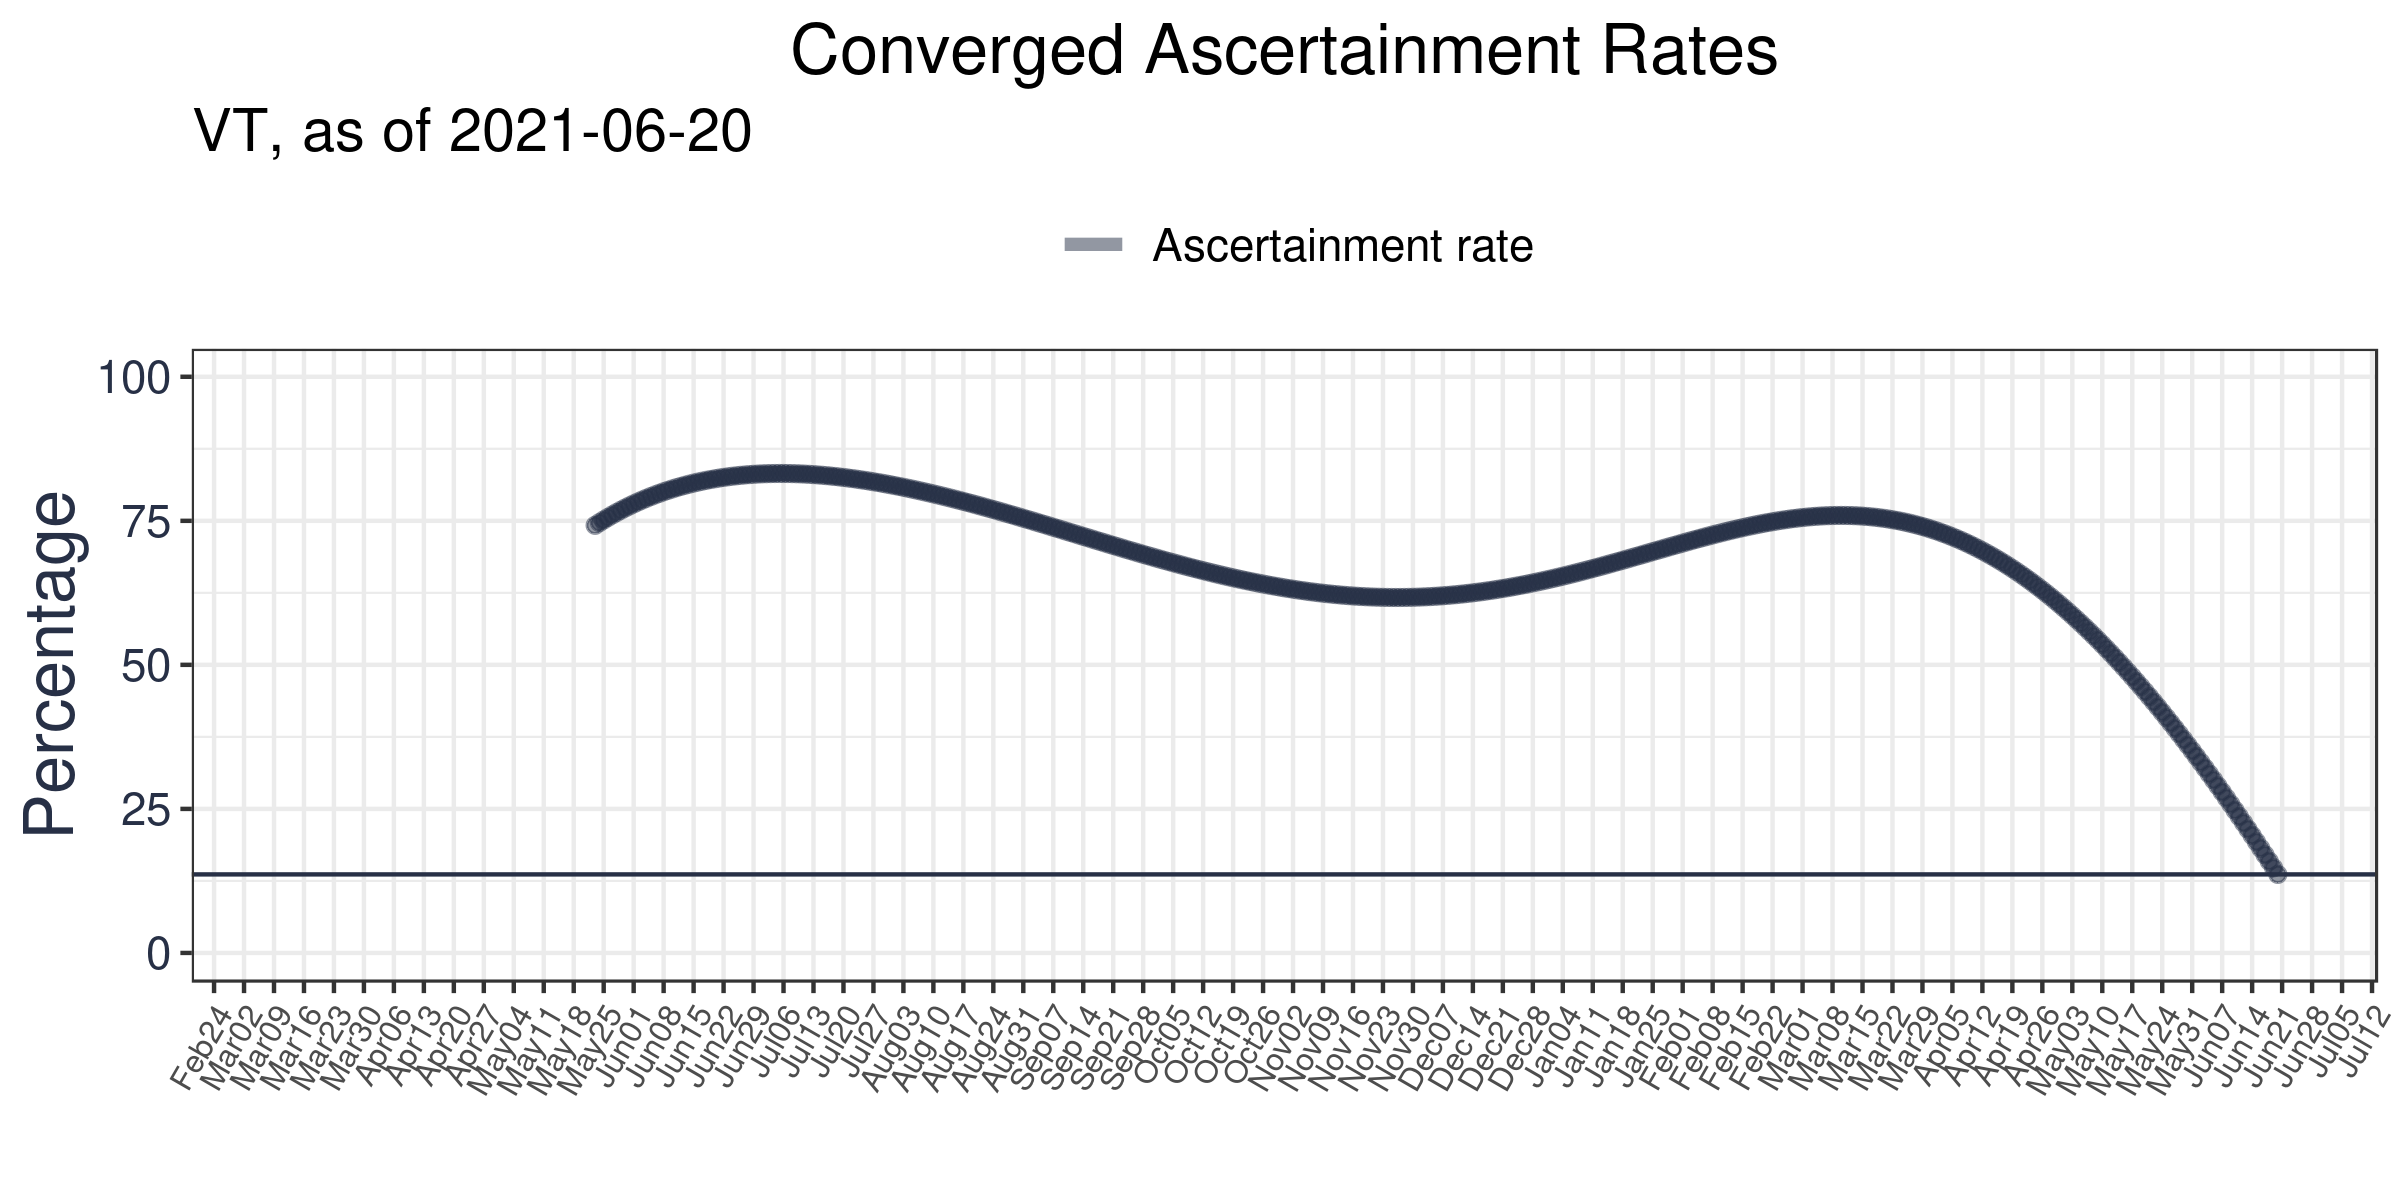 Converged Ascertainment Rates
VT, as of 2021-06-20
Ascertainment rate
Percentage
100
75
50
25
0
Feb24
Mar02
Mar09
Mar16
Mar23
Mar30
Apr06
Apr13
Apr20
Apr27
May04
May11
May18
May25
Jun01
Jun08
Jun15
Jun22
Jun29
Jul06
Jul13
Jul20
Jul27
Aug03
Aug10
Aug17
Aug24
Aug31
Sep07
Sep14
Sep21
Sep28
Oct05
Oct12
Oct19
Oct26
Nov02
Nov09
Nov16
Nov23
Nov30
Dec07
Dec14
Dec21
Dec28
Jan04
Jan11
Jan18
Jan25
Feb01
Feb08
Feb15
Feb22
Mar01
Mar08
Mar15
Mar22
Mar29
Apr05
Apr12
Apr19
Apr26
May03
May10
May17
May24
May31
Jun07
Jun14
Jun21
Jun28
Jul05
Jul12